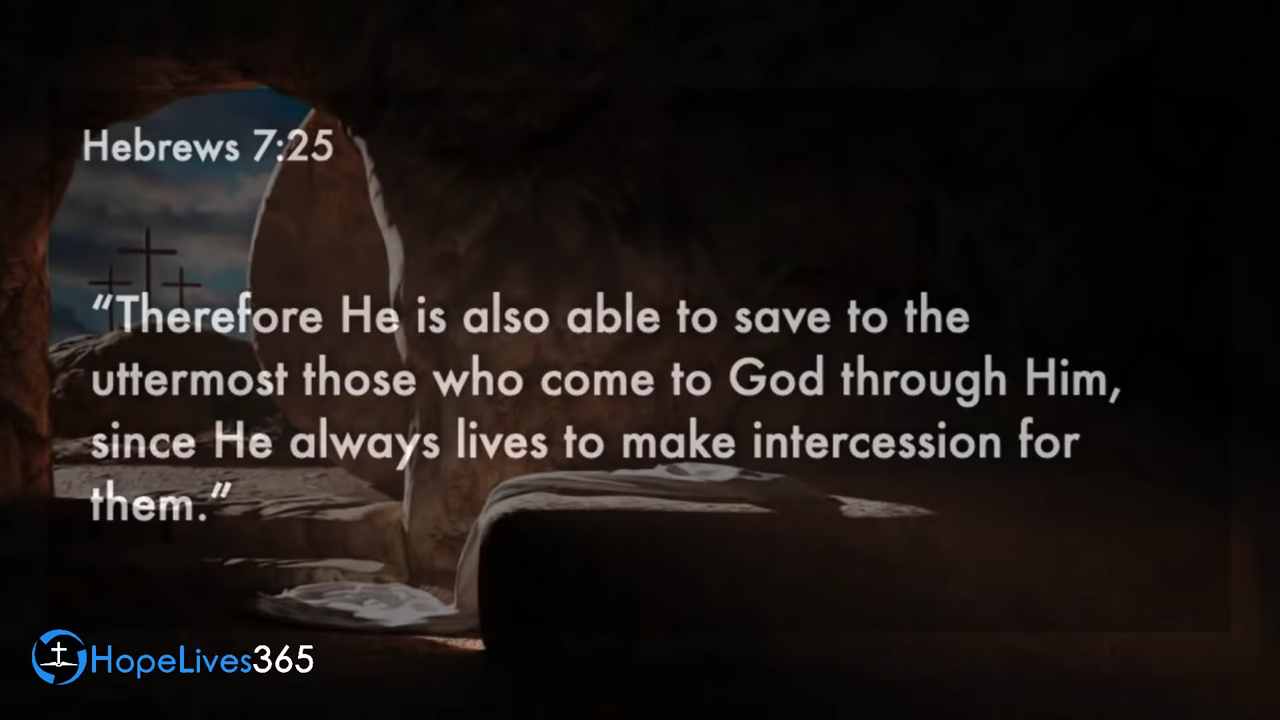 Hebrews 7:25
“Therefore He is also able to save to the
uttermost those who come to God through Him,
since He always lives to make intercession for
them.”
HopeLives365